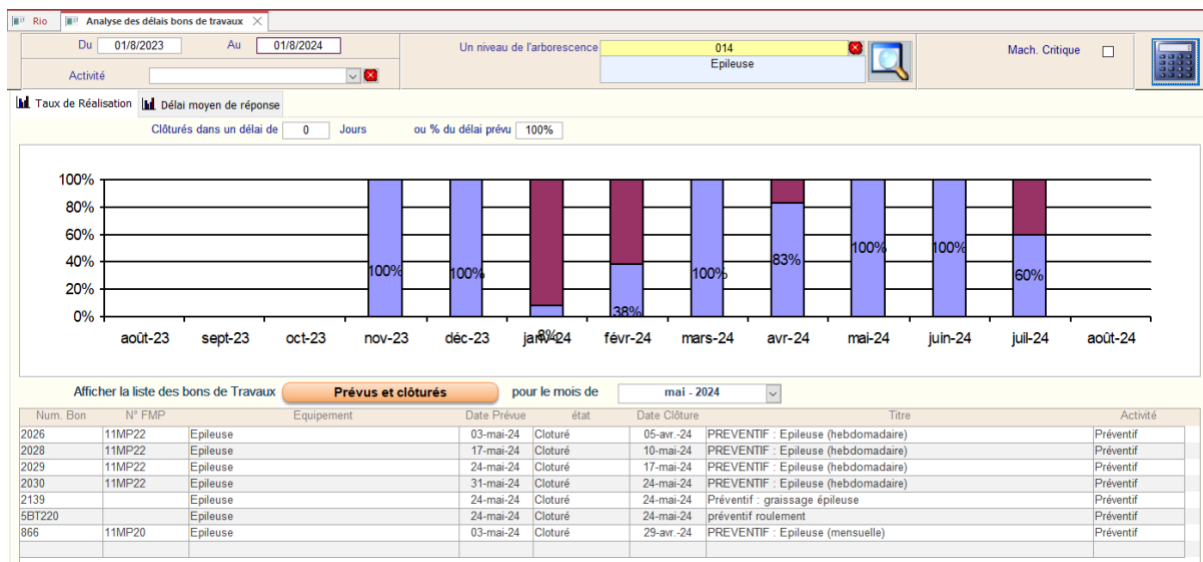 Rio Analyse des délais bons de travaux
Du 01/8/2023 Au 01/8/2024 Un niveau de l'arborescence 014 Mach. Critique
Epileuse
Activité
Taux de Réalisation Délai moyen de réponse
Clôturés dans un délai de 0 Jours ou % du délai prévu 100%
100%
80%
60%
40%
20%
0%
100% 100% 8% 38% 100% 83% 100% 100% 60%
août-23 sept-23 oct-23 nov-23 déc-23 janv-24 févr-24 mars-24 avr-24 mai-24 juin-24 juil-24 août-24
Afficher la liste des bons de Travaux Prévus et clôturés pour le mois de mai - 2024
Num. Bon N° FMP Equipement Date Prévue état Date Clôture Titre Activité
2026 11MP22 Epileuse 03-mai-24 Cloturé 05-avr.-24 PREVENTIF : Epileuse (hebdomadaire) Préventif
2028 11MP22 Epileuse 17-mai-24 Cloturé 10-mai-24 PREVENTIF : Epileuse (hebdomadaire) Préventif
2029 11MP22 Epileuse 24-mai-24 Cloturé 17-mai-24 PREVENTIF : Epileuse (hebdomadaire) Préventif
2030 11MP22 Epileuse 31-mai-24 Cloturé 24-mai-24 PREVENTIF : Epileuse (hebdomadaire) Préventif
2139 Epileuse 24-mai-24 Cloturé 24-mai-24 Préventif : graissage épileuse Préventif
5BT220 Epileuse 24-mai-24 Cloturé 24-mai-24 préventif roulement Préventif
866 11MP20 Epileuse 03-mai-24 Cloturé 29-avr.-24 PREVENTIF : Epileuse (mensuelle) Préventif